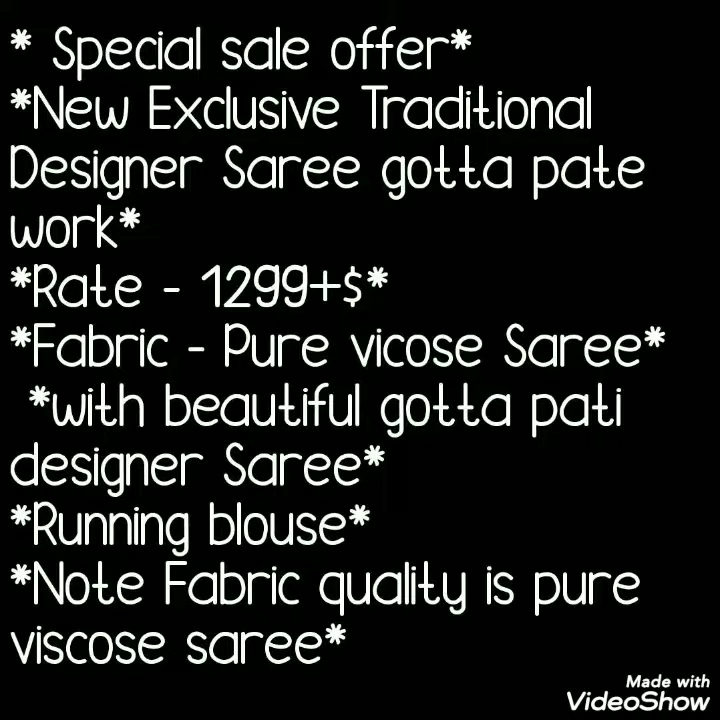 * Special sale offer*
*New Exclusive Traditional
Designer Saree gotta pate
work*
*Rate - 1299+$*
*Fabric - Pure vicose Saree*
*with beautiful gotta pati
designer Saree*
*Running blouse*
*Note Fabric quality is pure
viscose saree*
Made with
VideoShow